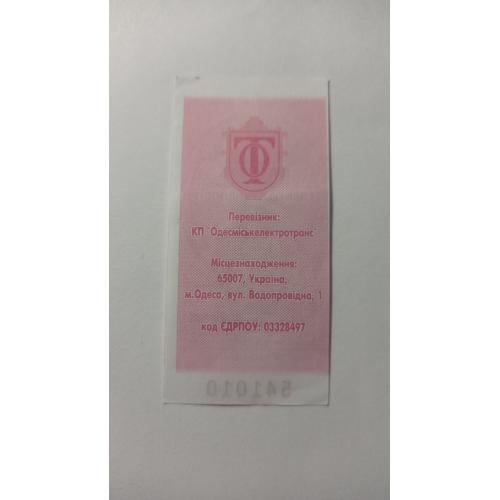 Перевізник:
КП "Одесміськелектротранс"
Місцезнаходження:
65007, Україна,
м.Одеса, вул. Водопровідна, 1
код ЄДРПОУ: 03328497
541010